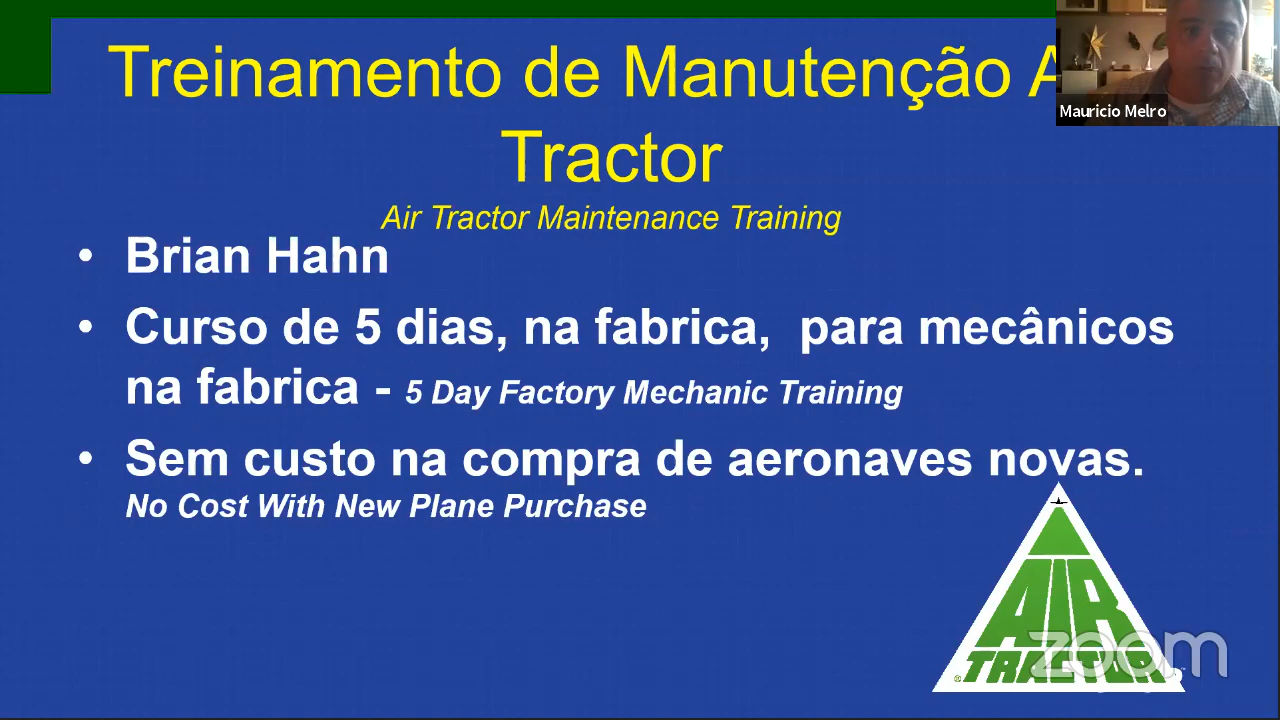 Treinamento de Manutenção A
Tractor
Mauricio Melro
Air Tractor Maintenance Training
• Brian Hahn
• Curso de 5 dias, na fabrica, para mecânicos
na fabrica - 5 Day Factory Mechanic Training
• Sem custo na compra de aeronaves novas.
No Cost With New Plane Purchase
AIR
TRACTOR
zoom